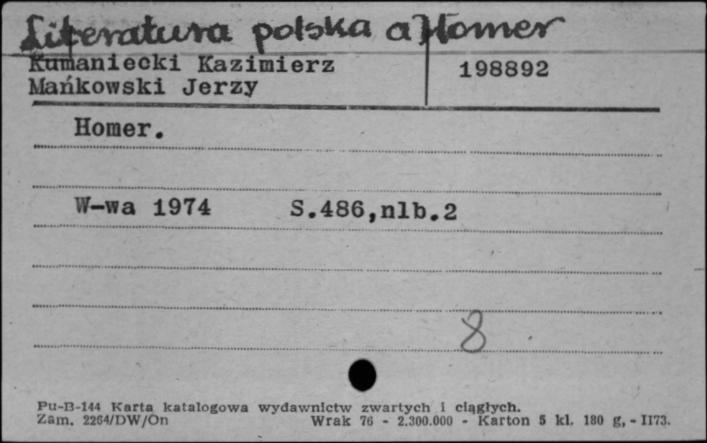 Literatura polska a Homer
Kumaniecki Kazimierz 198892
Mańkowski Jerzy
Homer.
W-wa 1974 S.486,nlb.2
8
Pu-B-144 Karta katalogowa wydawnictw zwartych i ciągłych.
Zam. 2264/DW/On Wrak 76 - 2.300.000 - Karton 5 kl. 180 g, - II73.